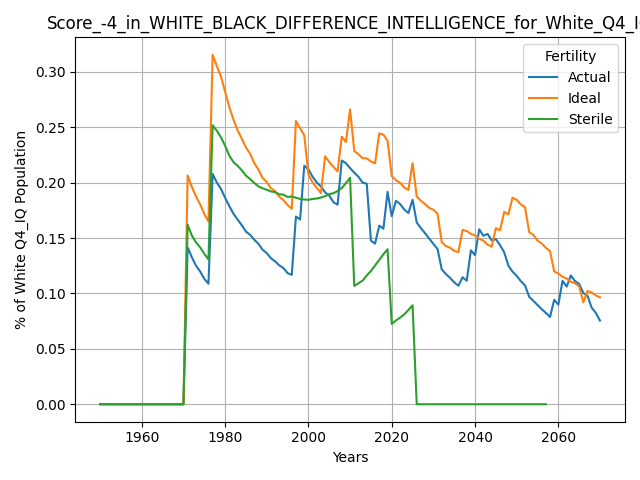 Score_-4_in_WHITE_BLACK_DIFFERENCE_INTELLIGENCE_for_White_Q4_IQ
Fertility
Actual
Ideal
Sterile
0.30
0.25
0.20
0.15
0.10
0.05
0.00
% of White Q4_IQ Population
1960 1980 2000 2020 2040 2060
Years